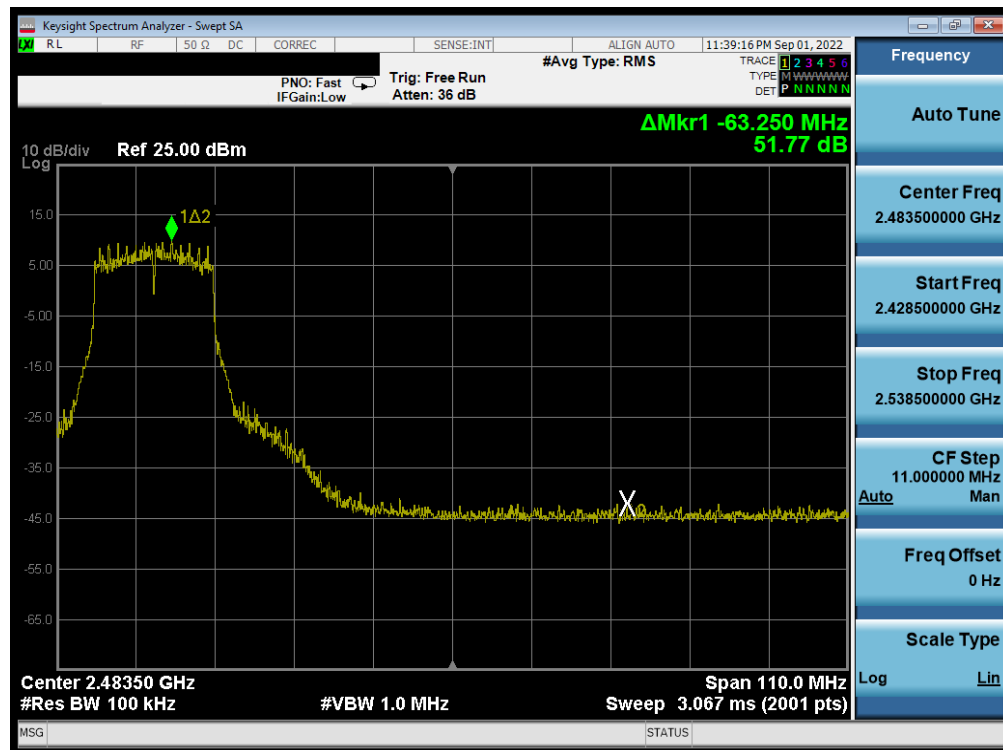 Keysight Spectrum Analyzer - Swept SA
LXI RL RF 50 Ω DC CORREC SENSE:INT ALIGN AUTO 11:39:16 PM Sep 01, 2022
#Avg Type: RMS TRACE 1 2 3 4 5 6
PNO: Fast Trig: Free Run TYPE M W W W W W
IFGain:Low Atten: 36 dB DET P N N N N N
ΔMkr1 -63.250 MHz
51.77 dB
10 dB/div Ref 25.00 dBm
Log
15.0
1Δ2
5.00
-5.00
-15.0
-25.0
-35.0
-45.0
-55.0
-65.0
Center 2.48350 GHz Span 110.0 MHz
#Res BW 100 kHz #VBW 1.0 MHz Sweep 3.067 ms (2001 pts)
MSG STATUS
Frequency
Auto Tune
Center Freq
2.483500000 GHz
Start Freq
2.428500000 GHz
Stop Freq
2.538500000 GHz
CF Step
11.000000 MHz
Auto Man
Freq Offset
0 Hz
Scale Type
Log Lin